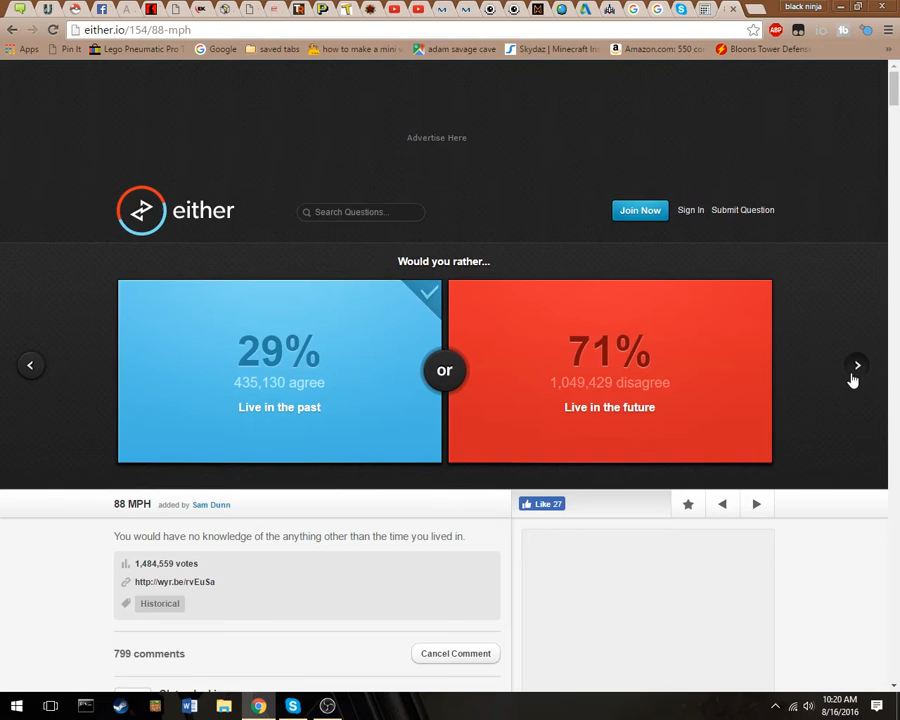 black ninja
either.io/154/88-mph
Apps
Pin It
Lego Pneumatic Pro T
Google
saved tabs
how to make a mini
adam savage cave
Skydaz | Minecraft In
Amazon.com: 550 co
Bloons Tower Defens
Advertise Here
either
Search Questions...
Join Now
Sign In
Submit Question
Would you rather...
29%
71%
or
435,130 agree
1,049,429 disagree
Live in the past
Live in the future
88 MPH added by Sam Dunn
Like 27
You would have no knowledge of the anything other than the time you lived in.
1,484,559 votes
http://wyr.be/rvEuSa
Historical
799 comments
Cancel Comment
10:20 AM
8/16/2016